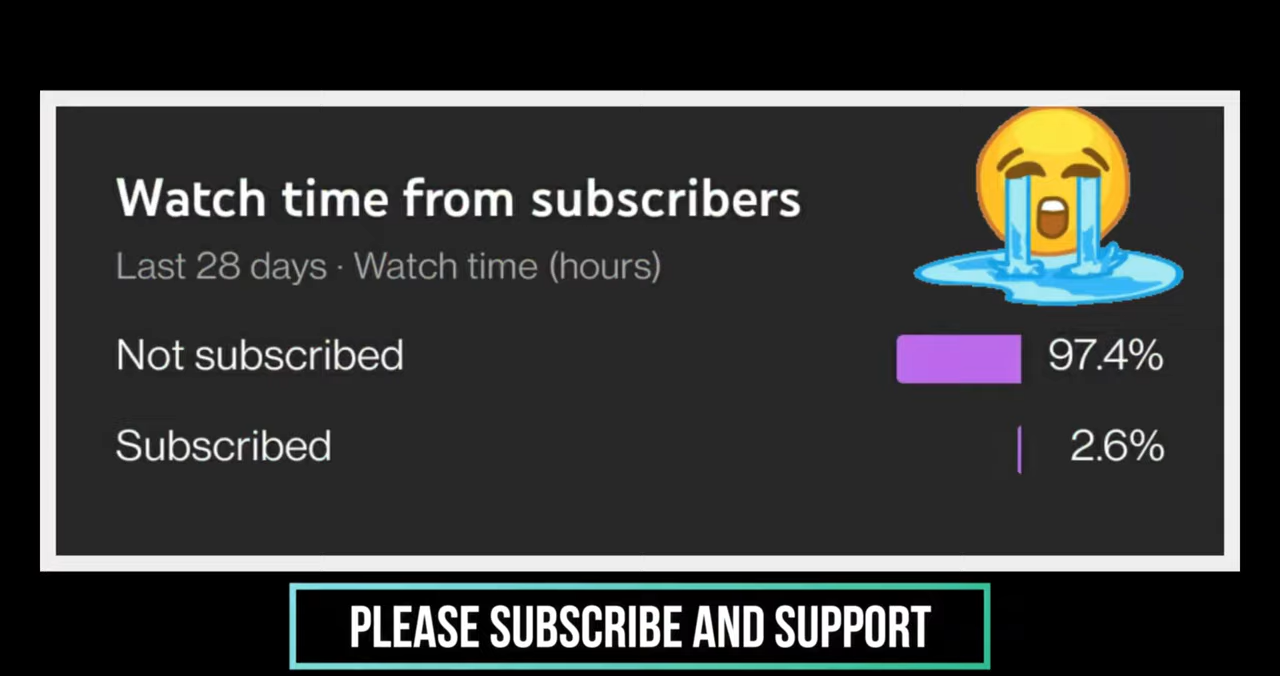 Watch time from subscribers
Last 28 days · Watch time (hours)
Not subscribed 97.4%
Subscribed 2.6%
PLEASE SUBSCRIBE AND SUPPORT